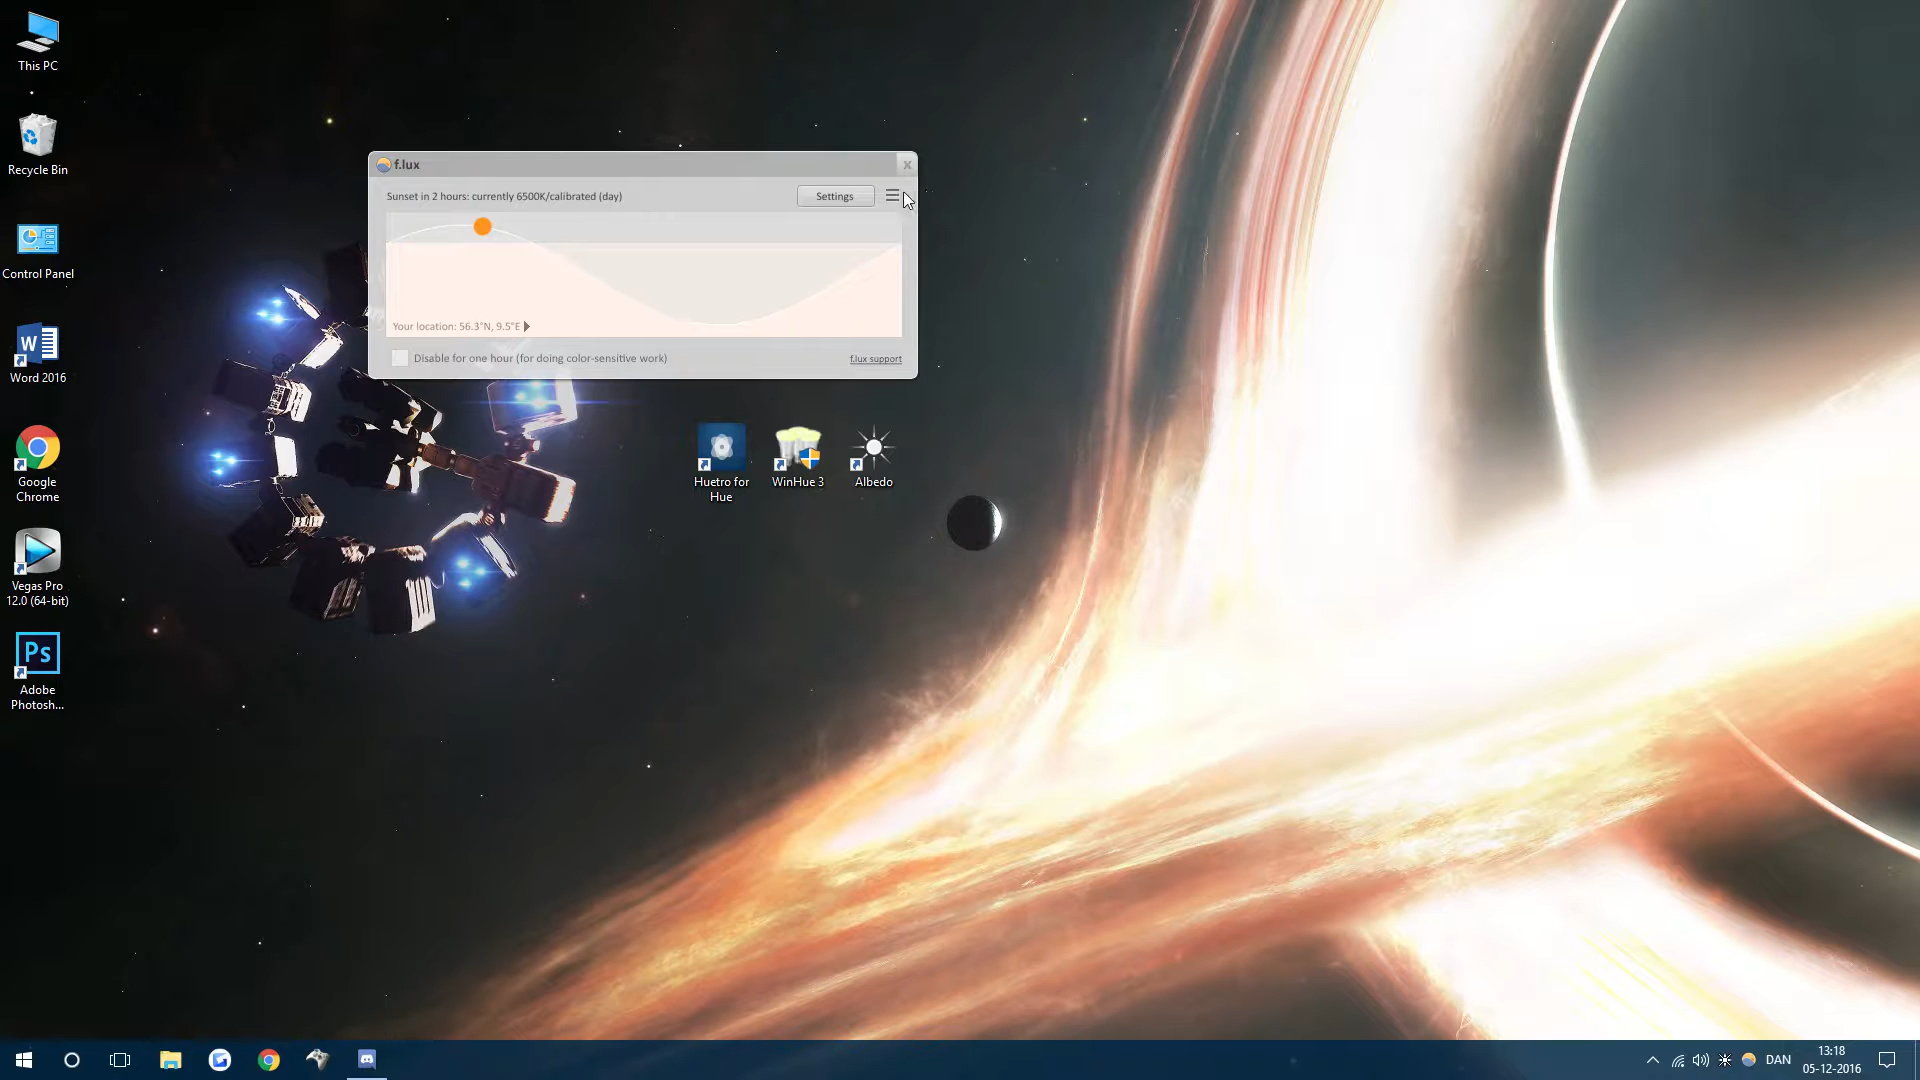 This PC
Recycle Bin
Control Panel
W
Word 2016
Google
Chrome
Vegas Pro
12.0 (64-bit)
Ps
Adobe
Photosh...
f.lux
x
Sunset in 2 hours: currently 6500K/calibrated (day)
Settings
Your location: 56.3°N, 9.5°E
Disable for one hour (for doing color-sensitive work)
f.lux support
Huetro for
Hue
WinHue 3
Albedo
DAN
13:18
05-12-2016